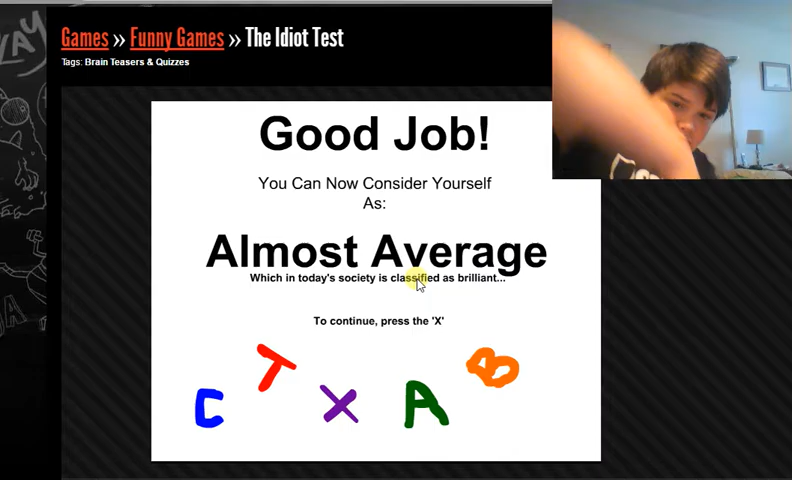 Games » Funny Games » The Idiot Test
Tags: Brain Teasers & Quizzes
Good Job!
You Can Now Consider Yourself
As:
Almost Average
Which in today's society is classified as brilliant...
To continue, press the 'X'
C T X A B